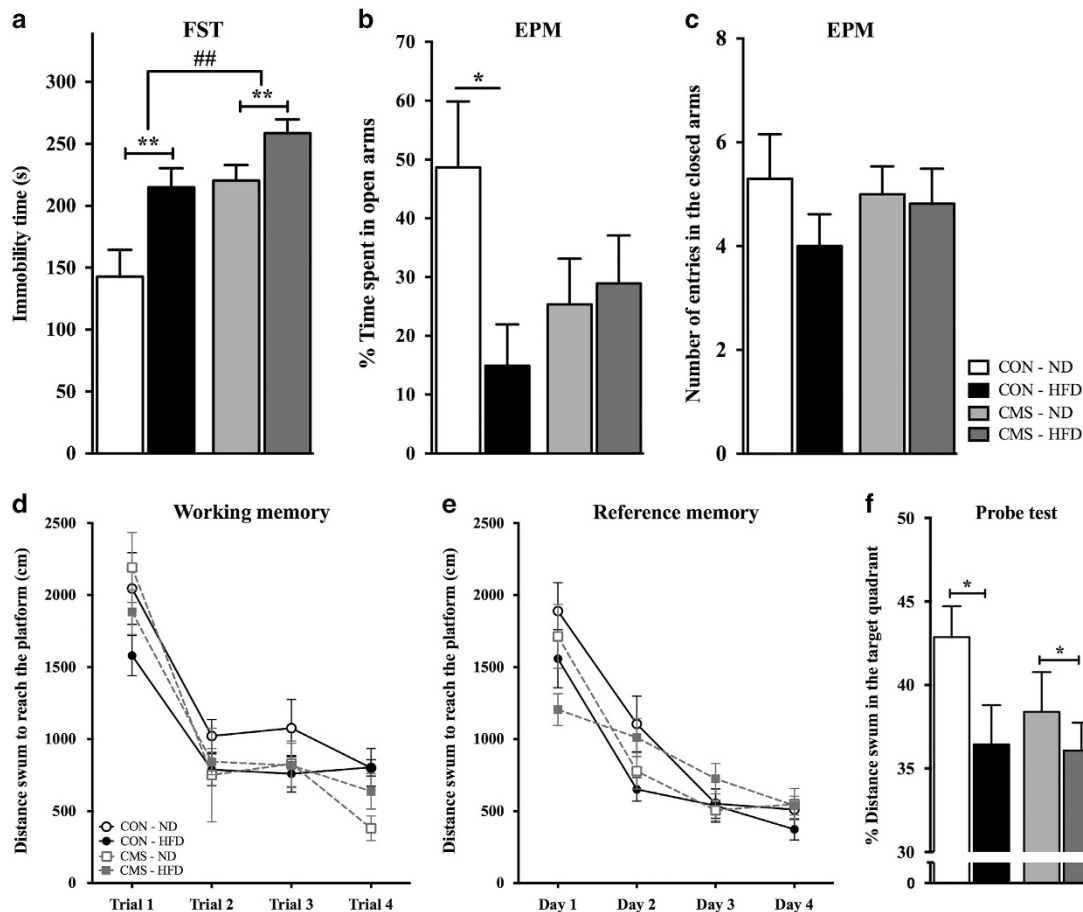 a
FST
Immobility time (s)
300
250
200
150
100
50
0
**
##
**
b
EPM
% Time spent in open arms
70
60
50
40
30
20
10
0
*
c
EPM
Number of entries in the closed arms
8
6
4
2
0
CON - ND
CON - HFD
CMS - ND
CMS - HFD
d
Working memory
Distance swum to reach the platform (cm)
2500
2000
1500
1000
500
0
CON - ND
CON - HFD
CMS - ND
CMS - HFD
Trial 1 Trial 2 Trial 3 Trial 4
e
Reference memory
Distance swum to reach the platform (cm)
2500
2000
1500
1000
500
0
Day 1 Day 2 Day 3 Day 4
f
Probe test
% Distance swum in the target quadrant
50
45
40
35
30
0
*
*